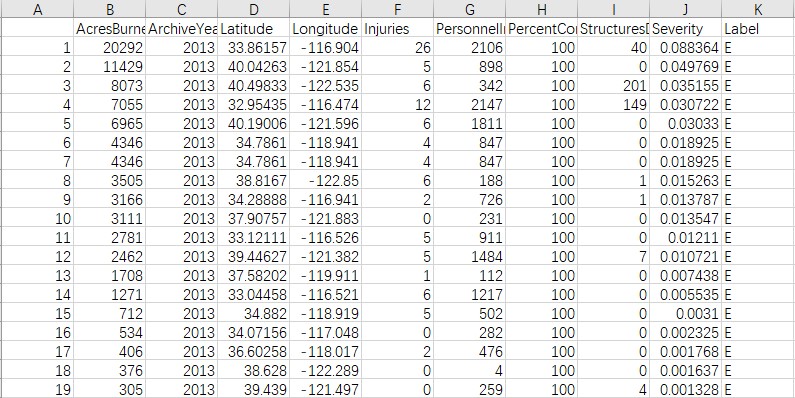 A B C D E F G H I J K
AcresBurne ArchiveYea Latitude Longitude Injuries PersonnelI PercentCo StructuresD Severity Label
1 20292 2013 33.86157 -116.904 26 2106 100 40 0.088364 E
2 11429 2013 40.04263 -121.854 5 898 100 0 0.049769 E
3 8073 2013 40.49833 -122.535 6 342 100 201 0.035155 E
4 7055 2013 32.95435 -116.474 12 2147 100 149 0.030722 E
5 6965 2013 40.19006 -121.596 6 1811 100 0 0.03033 E
6 4346 2013 34.7861 -118.941 4 847 100 0 0.018925 E
7 4346 2013 34.7861 -118.941 4 847 100 0 0.018925 E
8 3505 2013 38.8167 -122.85 6 188 100 1 0.015263 E
9 3166 2013 34.28888 -116.941 2 726 100 1 0.013787 E
10 3111 2013 37.90757 -121.883 0 231 100 0 0.013547 E
11 2781 2013 33.12111 -116.526 5 911 100 0 0.01211 E
12 2462 2013 39.44627 -121.382 5 1484 100 7 0.010721 E
13 1708 2013 37.58202 -119.911 1 112 100 0 0.007438 E
14 1271 2013 33.04458 -116.521 6 1217 100 0 0.005535 E
15 712 2013 34.882 -118.919 5 502 100 0 0.0031 E
16 534 2013 34.07156 -117.048 0 282 100 0 0.002325 E
17 406 2013 36.60258 -118.017 2 476 100 0 0.001768 E
18 376 2013 38.628 -122.289 0 4 100 0 0.001637 E
19 305 2013 39.439 -121.497 0 259 100 4 0.001328 E